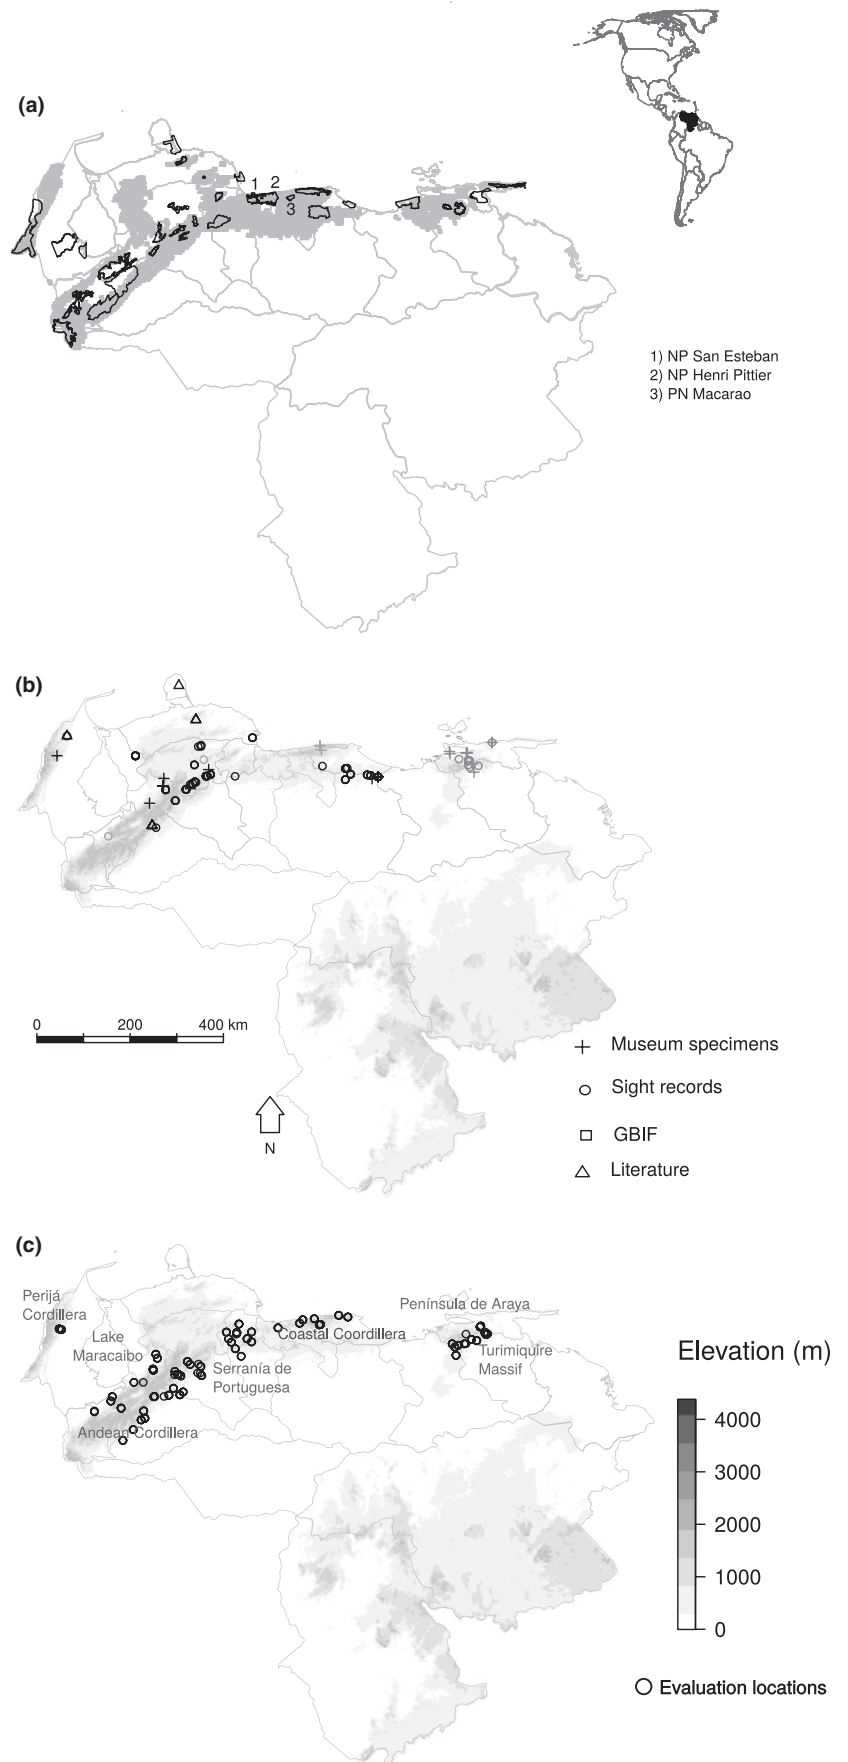 (a)
1 2
3
1) NP San Esteban
2) NP Henri Pittier
3) PN Macarao
(b)
0 200 400 km
N
Museum specimens
Sight records
GBIF
Literature
(c)
Perijá
Cordillera
Lake
Maracaibo
Península de Araya
Coastal Coordillera
Turimiquire
Massif
Serranía de
Portuguesa
Andean Cordillera
Elevation (m)
4000
3000
2000
1000
0
Evaluation locations